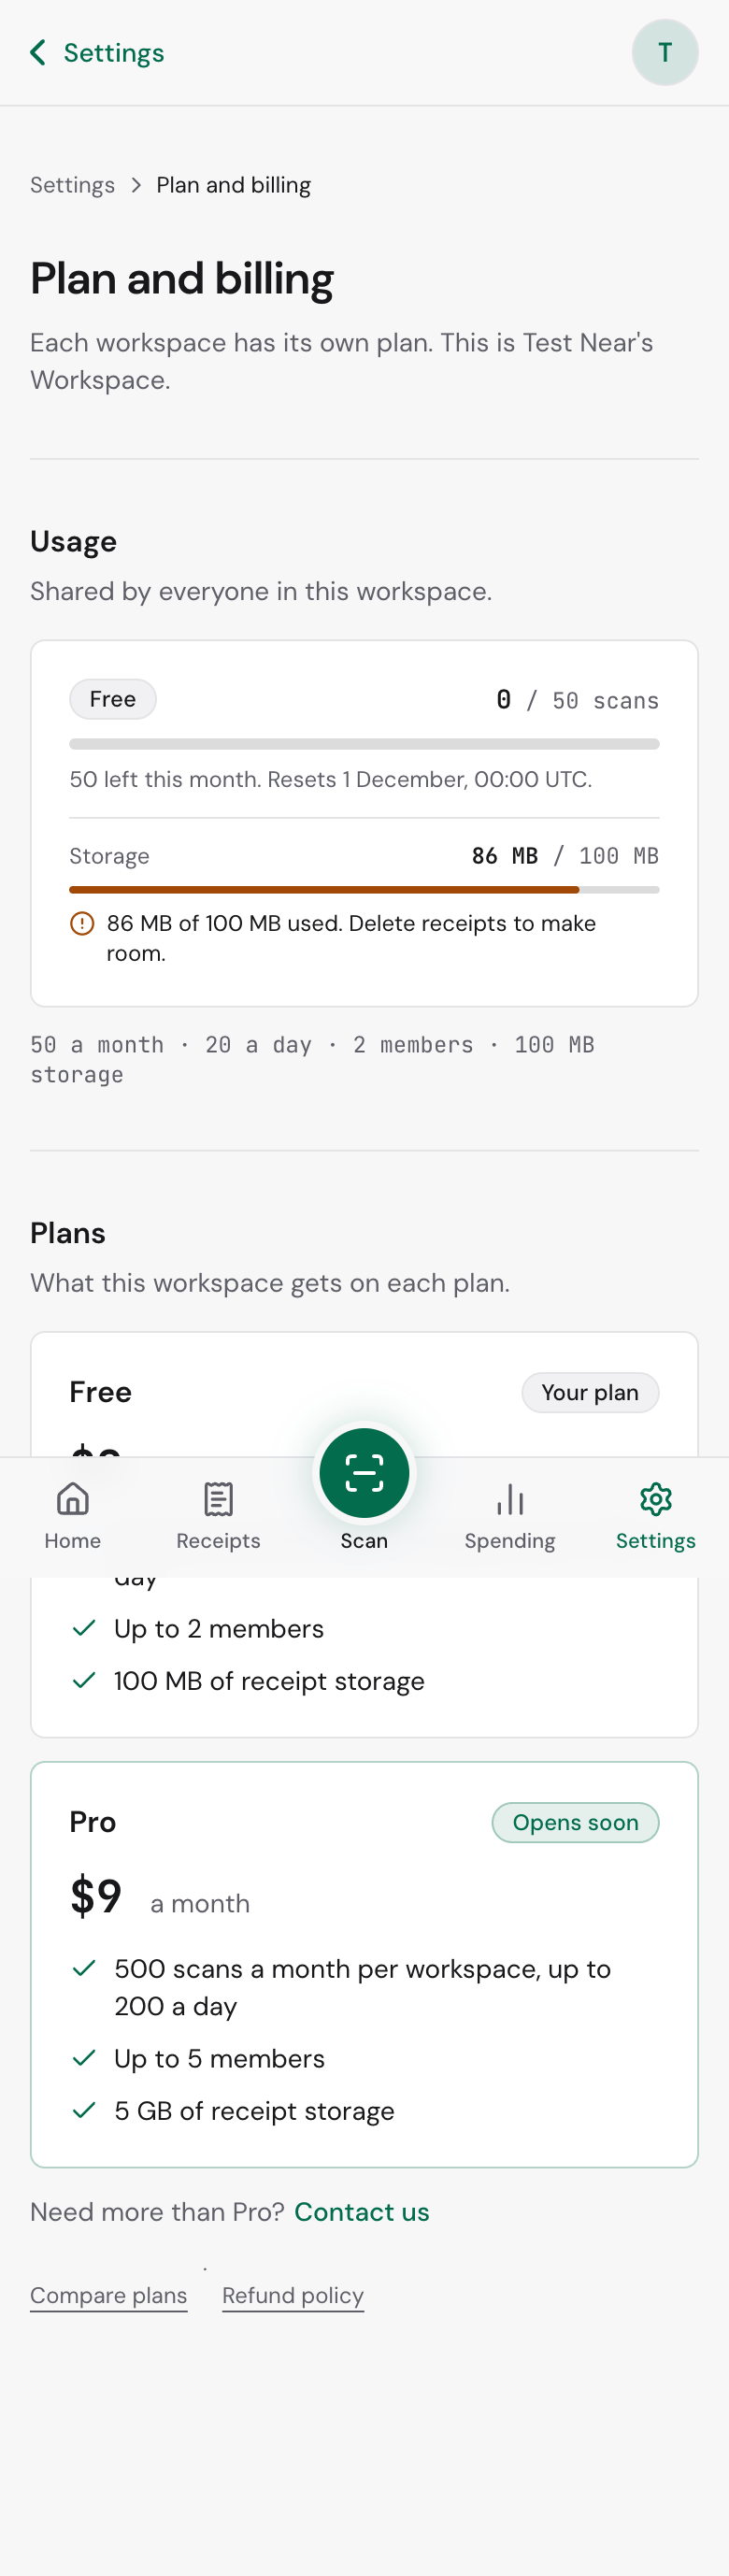 Settings
T
Settings > Plan and billing
Plan and billing
Each workspace has its own plan. This is Test Near's
Workspace.
Usage
Shared by everyone in this workspace.
Free
0 / 50 scans
50 left this month. Resets 1 December, 00:00 UTC.
Storage
86 MB / 100 MB
86 MB of 100 MB used. Delete receipts to make
room.
50 a month · 20 a day · 2 members · 100 MB
storage
Plans
What this workspace gets on each plan.
Free
Your plan
Home
Receipts
Scan
Spending
Settings
day
Up to 2 members
100 MB of receipt storage
Pro
Opens soon
$9 a month
500 scans a month per workspace, up to
200 a day
Up to 5 members
5 GB of receipt storage
Need more than Pro? Contact us
Compare plans · Refund policy